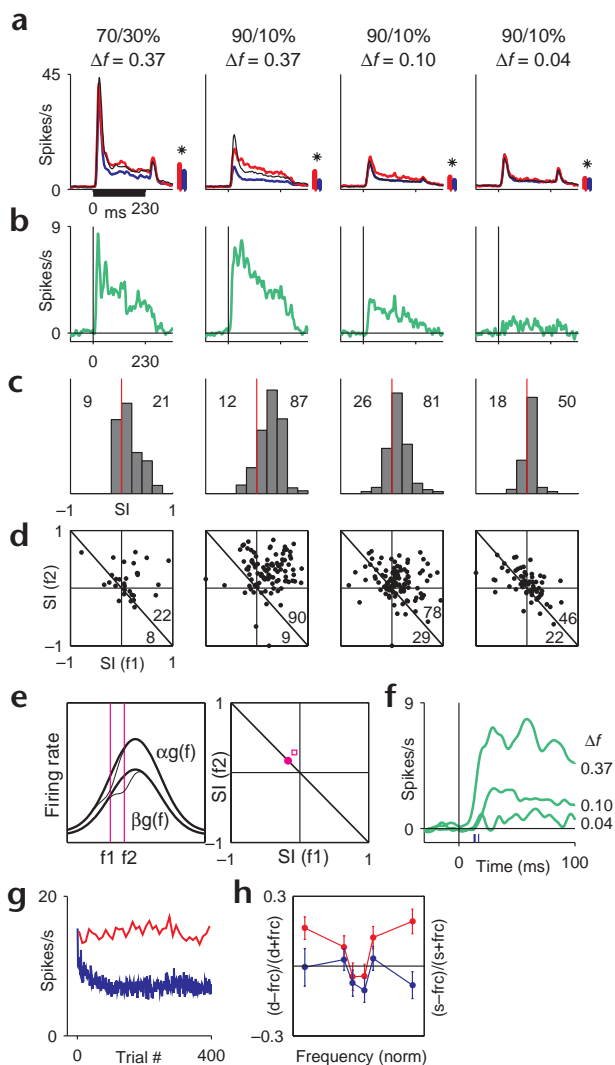 a
70/30% 90/10% 90/10% 90/10%
Δf = 0.37 Δf = 0.37 Δf = 0.10 Δf = 0.04
45
Spikes/s
0
* * * *
0 ms 230
b
9
Spikes/s
0
0 230
c
9 21 12 87 26 81 18 50
−1 SI 1
d
1
SI (f2)
−1
22 90 78 46
8 9 29 22
−1 SI (f1) 1
e
Firing rate
αg(f)
βg(f)
f1 f2
1
SI (f2)
−1
SI (f1) 1
f
9
Spikes/s
0
Δf
0.37
0.10
0.04
0 Time (ms) 100
g
20
Spikes/s
0
0 Trial # 400
h
0.3
(d−frc)/(d+frc)
−0.3
(s−frc)/(s+frc)
Frequency (norm)